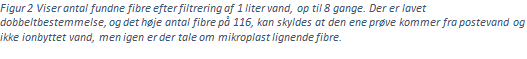 Figur 2 Viser antal fundne fibre efter filtrering af 1 liter vand, op til 8 gange. Der er lavet
dobbeltbestemmelse, og det høje antal fibre på 116, kan skyldes at den ene prøve kommer fra postevand og
ikke ionbyttet vand, men igen er der tale om mikroplast lignende fibre.